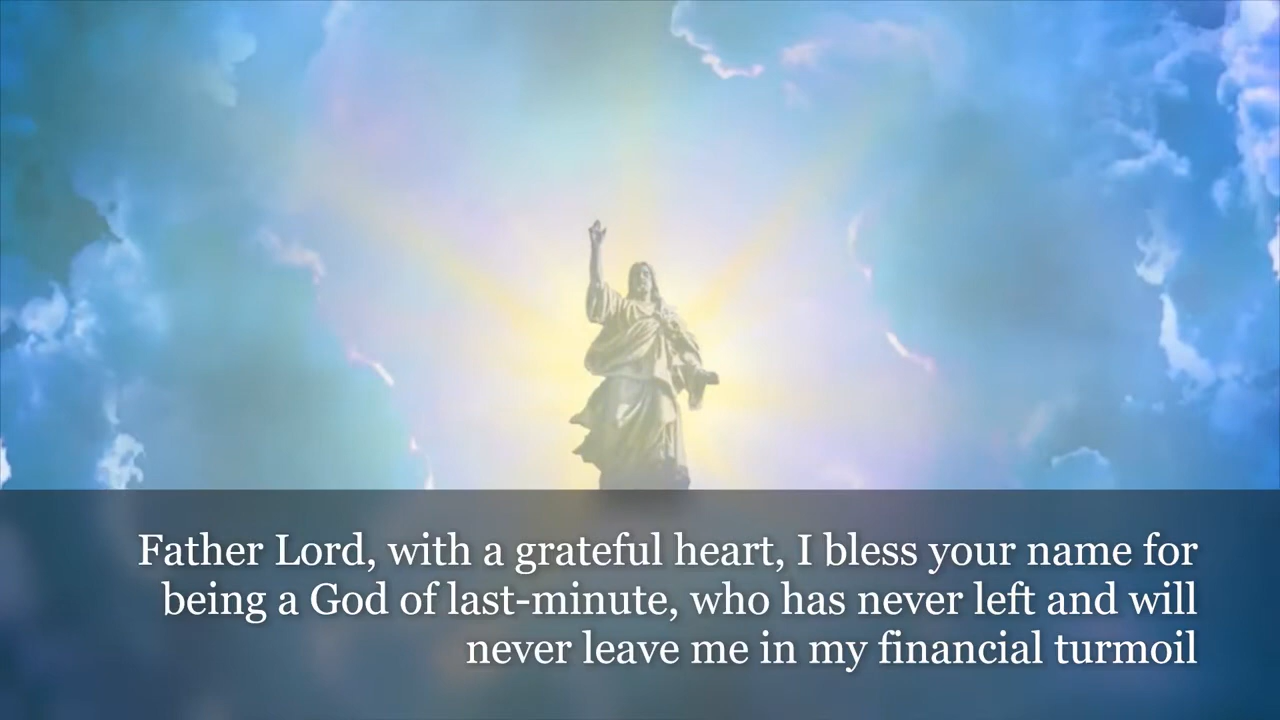 Father Lord, with a grateful heart, I bless your name for
being a God of last-minute, who has never left and will
never leave me in my financial turmoil